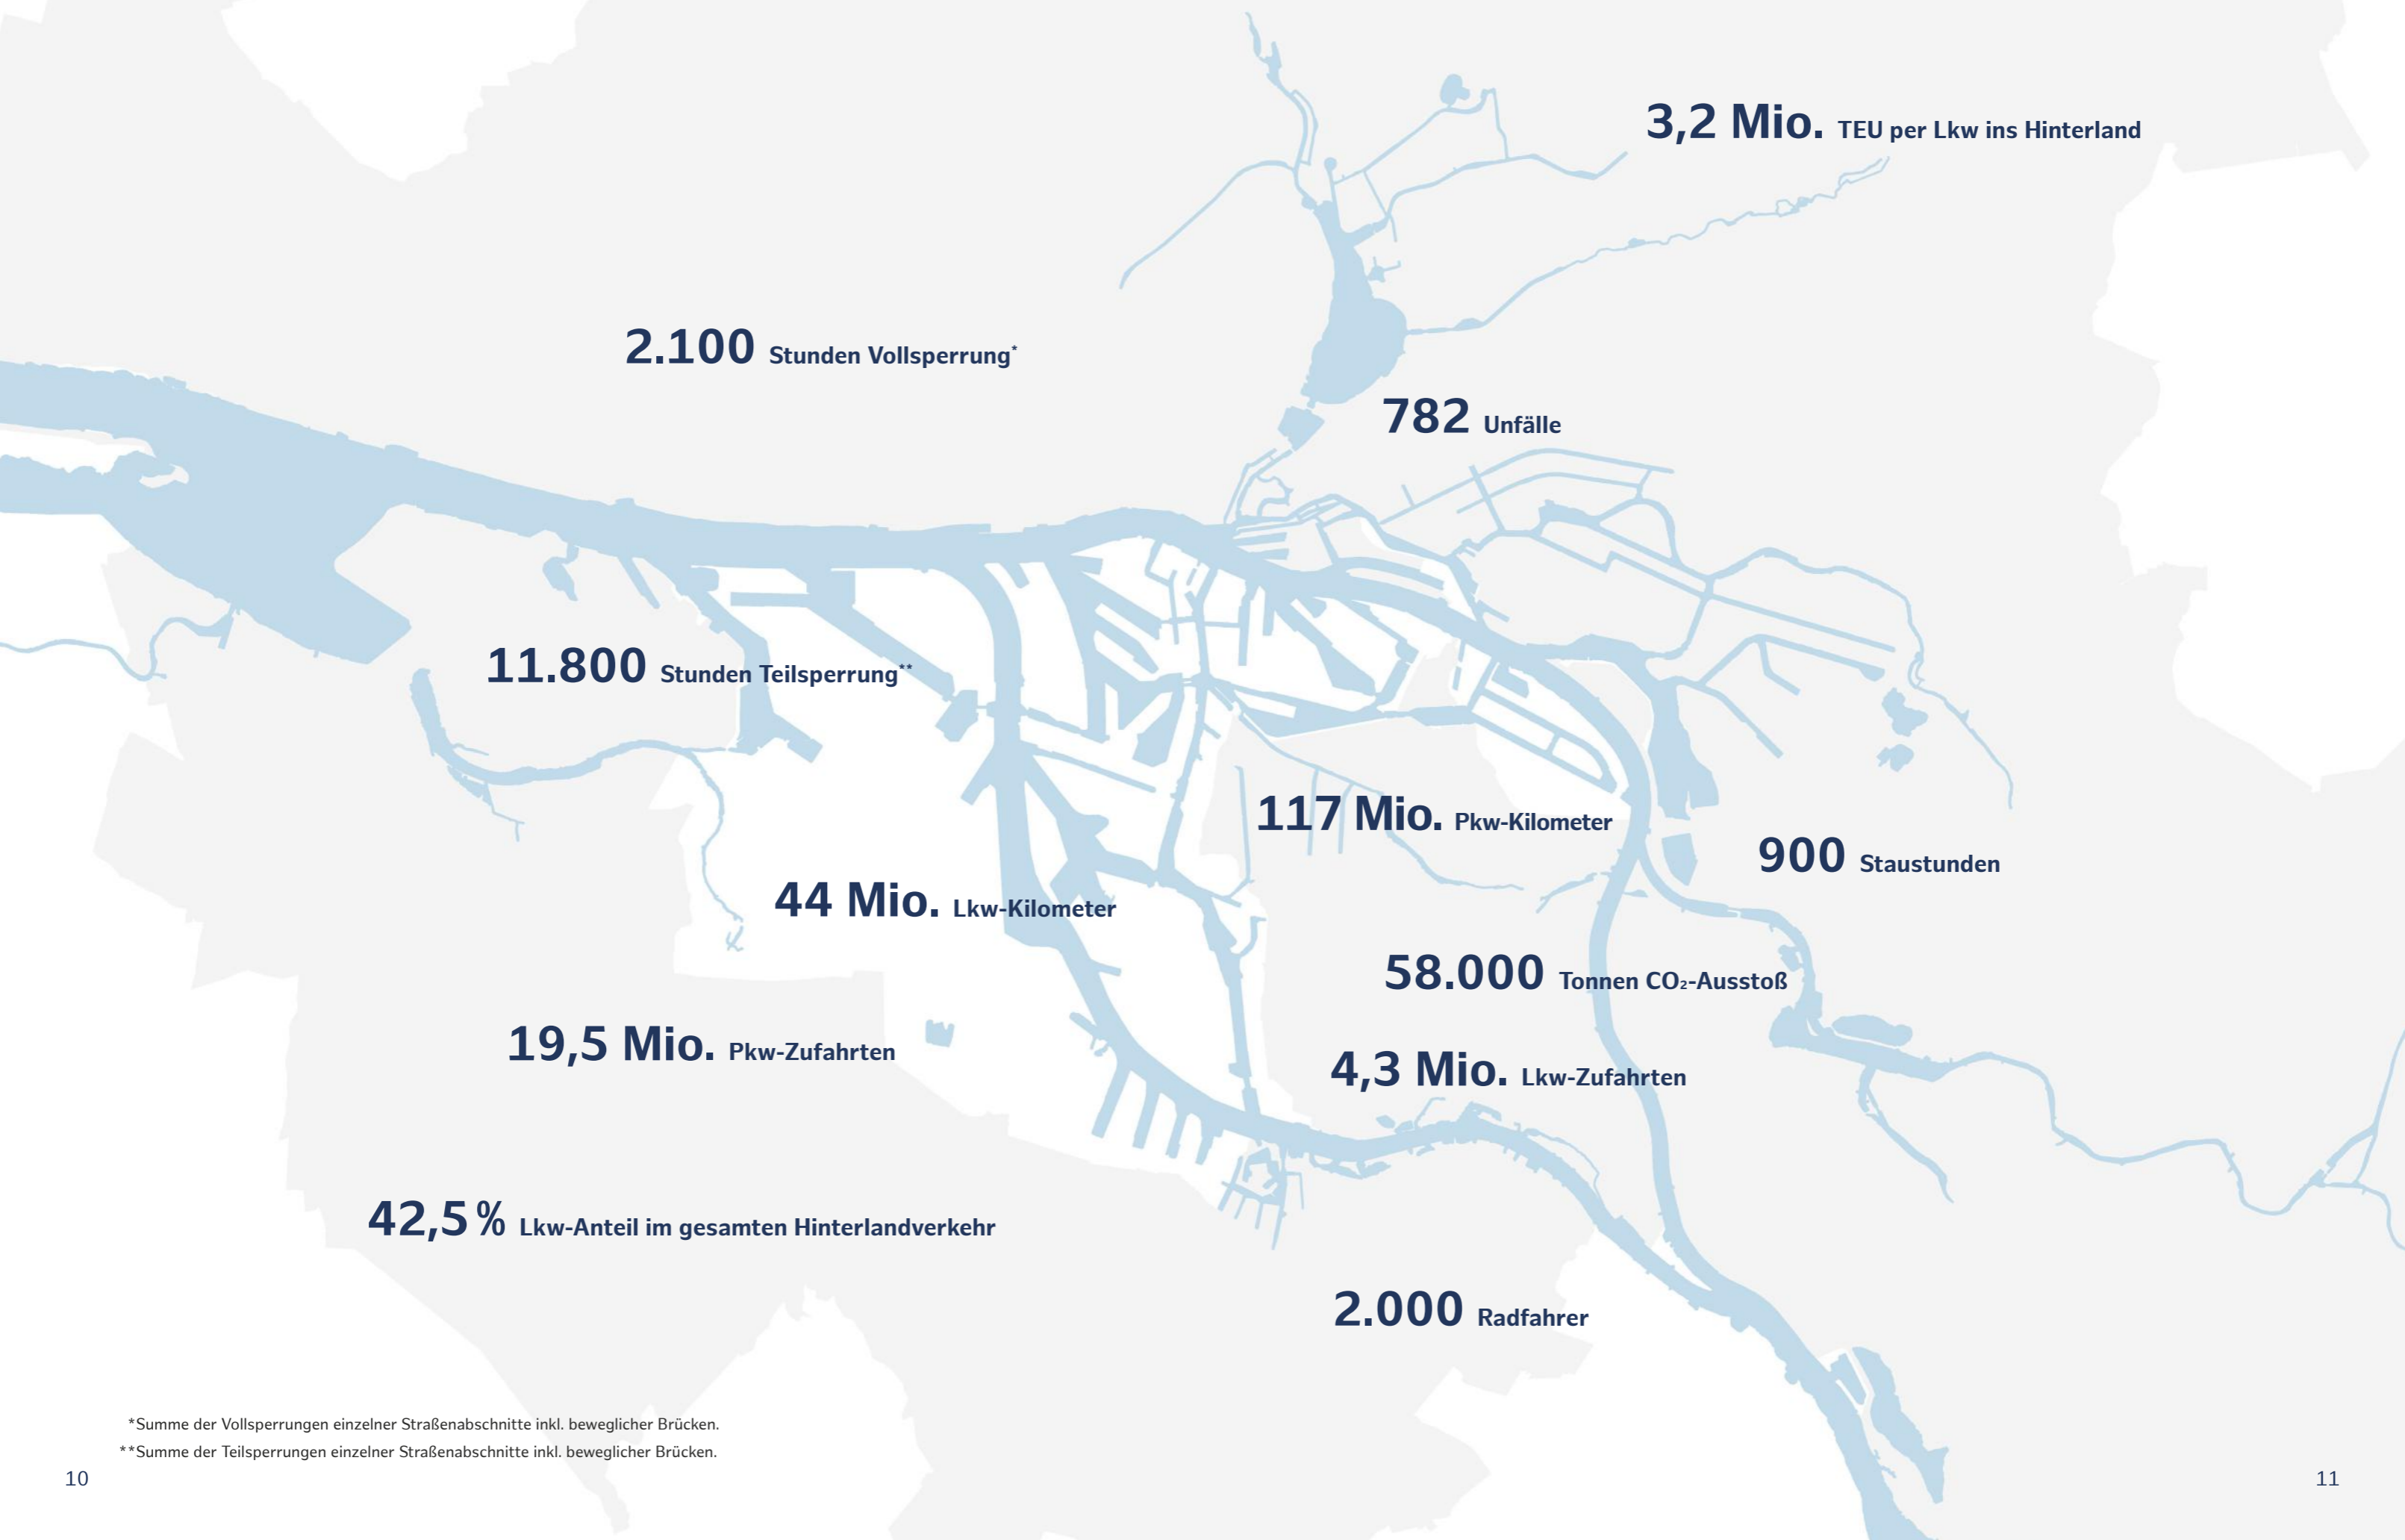 3,2 Mio. TEU per Lkw ins Hinterland
2.100 Stunden Vollsperrung*
782 Unfälle
11.800 Stunden Teilsperrung**
117 Mio. Pkw-Kilometer
900 Staustunden
44 Mio. Lkw-Kilometer
58.000 Tonnen CO₂-Ausstoß
19,5 Mio. Pkw-Zufahrten
4,3 Mio. Lkw-Zufahrten
42,5 % Lkw-Anteil im gesamten Hinterlandverkehr
2.000 Radfahrer
*Summe der Vollsperrungen einzelner Straßenabschnitte inkl. beweglicher Brücken.
**Summe der Teilsperrungen einzelner Straßenabschnitte inkl. beweglicher Brücken.
10
11